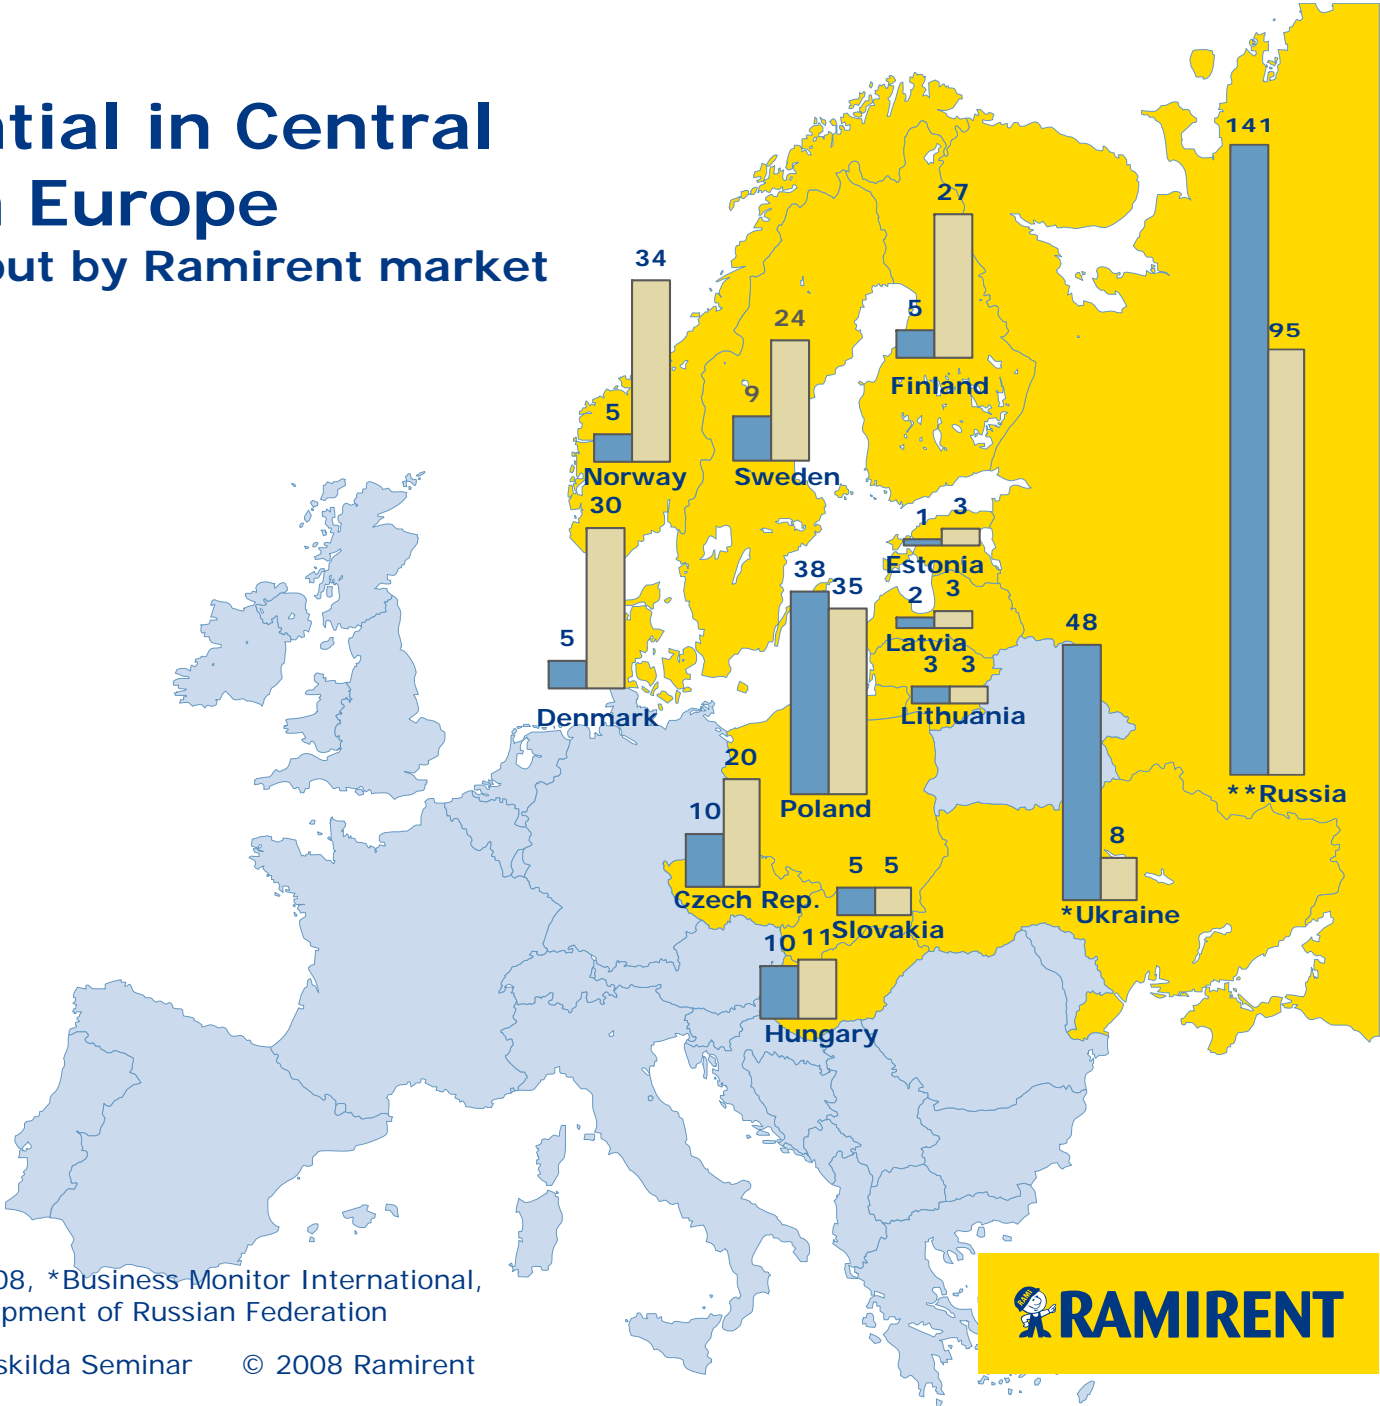 ntial in Central
n Europe
out by Ramirent market
141
27
34
24
5
95
9
Finland
5
Norway
Sweden
30
3
1
Estonia
38
35
3
2
48
5
Latvia
3 3
Denmark
Lithuania
20
**Russia
10
Poland
8
5 5
Czech Rep.
*Ukraine
Sløvakia
10 11
Hungary
08, *Business Monitor International,
opment of Russian Federation
RAMI
RAMIRENT
skilda Seminar © 2008 Ramirent